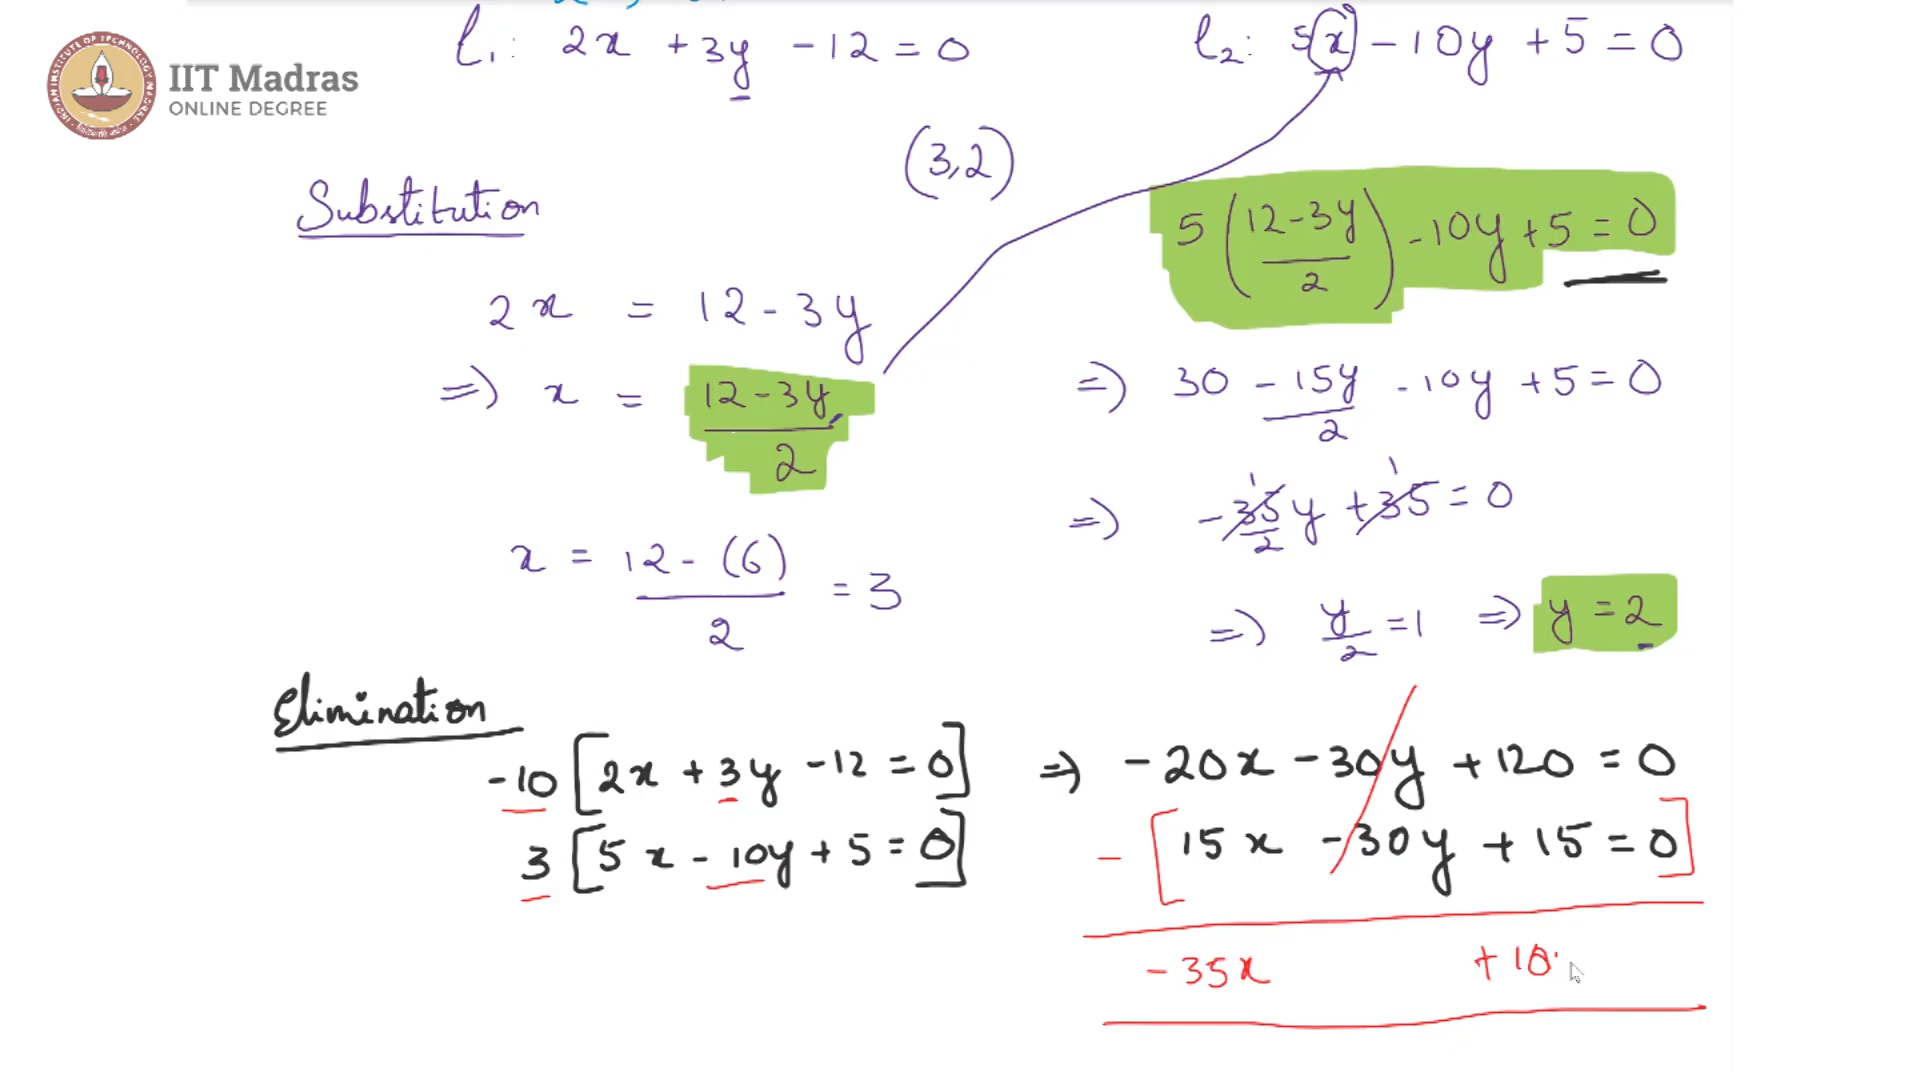 IIT Madras
ONLINE DEGREE
l₁: 2x + 3y - 12 = 0
l₂: 5x - 10y + 5 = 0
(3,2)
Substitution
2x = 12 - 3y
=> x = (12 - 3y)/2
x = (12 - (6))/2 = 3
5((12 - 3y)/2) - 10y + 5 = 0
=> 30 - 15y/2 - 10y + 5 = 0
=> - 35/2 y + 35 = 0
1 1
=> y/2 = 1 => y = 2
Elimination
-10 [2x + 3y - 12 = 0] => -20x - 30y + 120 = 0
3 [5x - 10y + 5 = 0] - [15x - 30y + 15 = 0]
-35x + 10